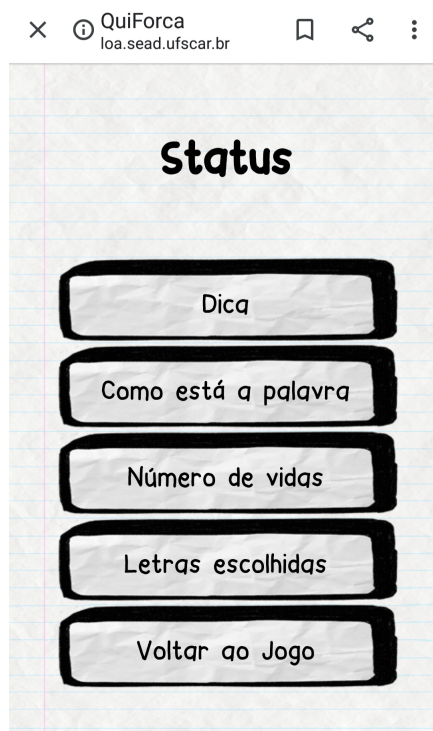 QuiForca
loa.sead.ufscar.br
Status
Dica
Como está a palavra
Número de vidas
Letras escolhidas
Voltar ao Jogo